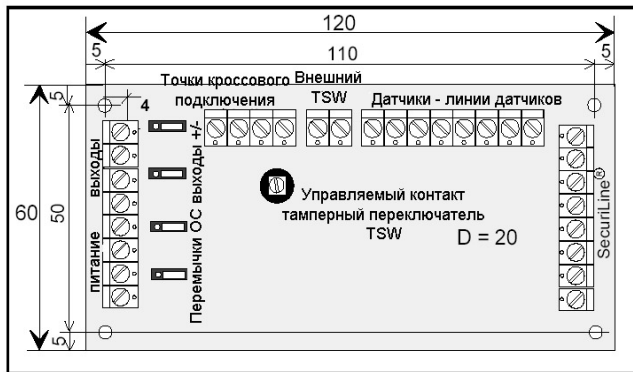 120
5
110
5
Точки кроссового
подключения
Внешний
TSW
Датчики - линии датчиков
5
4
60
50
выходы
питание
Перемычки ОС выходы +/-
Управляемый контакт
тамперный переключатель
TSW
D = 20
SecuriLine®
5